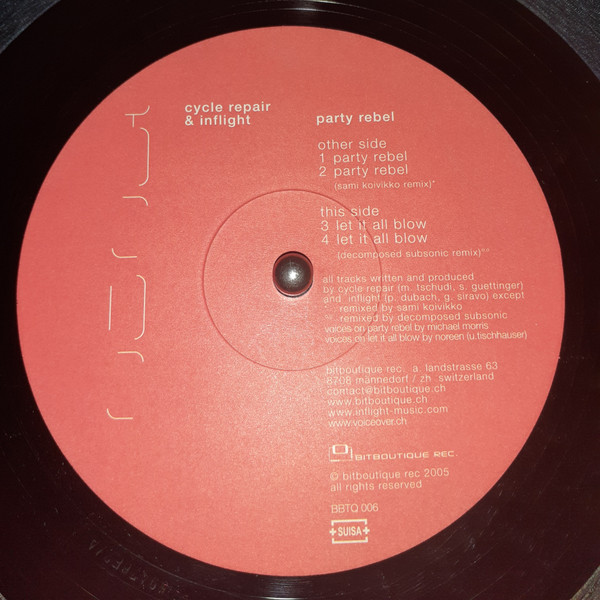 cycle repair
& inflight
party rebel
other side
1 party rebel
2 party rebel
(sami koivikko remix)*
this side
3 let it all blow
4 let it all blow
(decomposed subsonic remix)**
all tracks written and produced
by cycle repair (m. tschudi, s. guettinger)
and inflight (p. dubach, g. siravo) except
* remixed by sami koivikko
** remixed by decomposed subsonic
voices on party rebel by michael morris
voices on let it all blow by noreen (u.tischhauser)
bitboutique rec. a. landstrasse 63
8708 männedorf / zh switzerland
contact@bitboutique.ch
www.bitboutique.ch
www.inflight-music.com
www.voiceover.ch
BITBOUTIQUE REC.
© bitboutique rec 2005
all rights reserved
BBTQ 006
+SUISA+